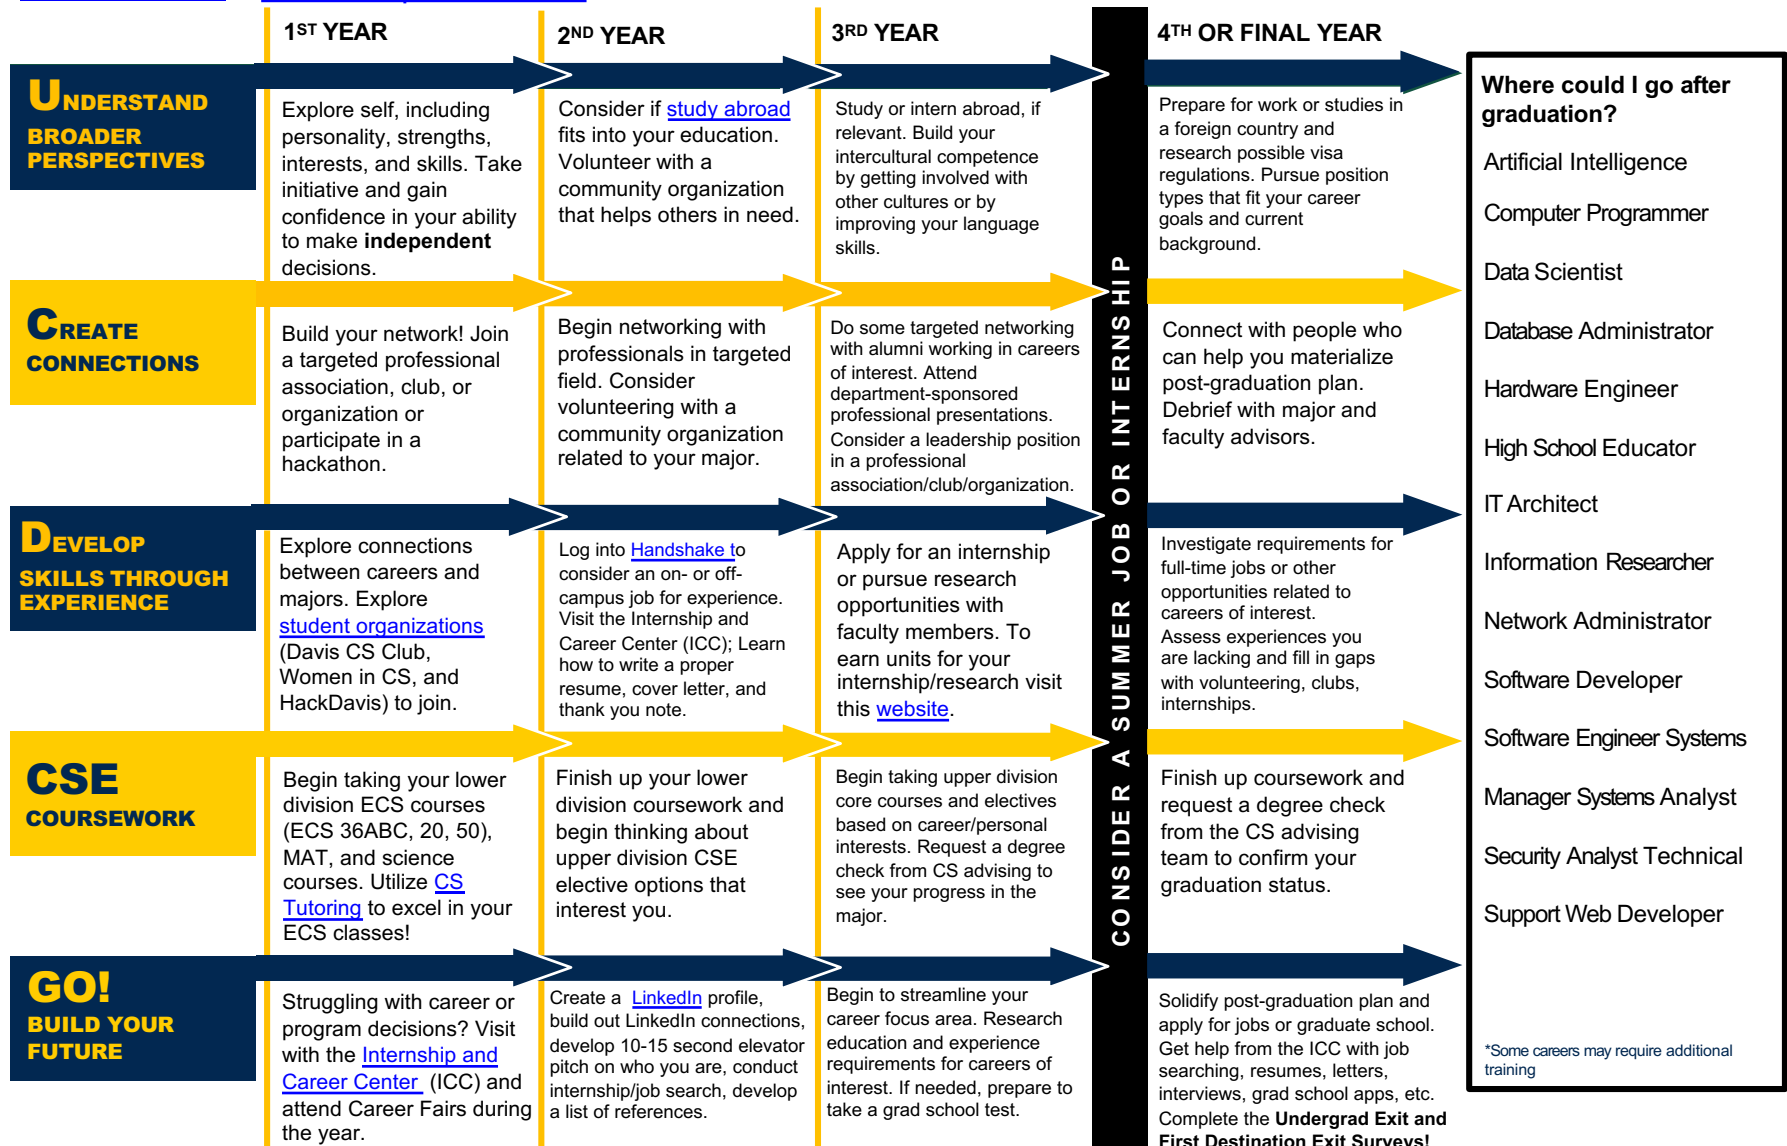 1ST YEAR
2ND YEAR
3RD YEAR
4TH OR FINAL YEAR
UNDERSTAND
BROADER
PERSPECTIVES
Explore self, including
personality, strengths,
interests, and skills. Take
initiative and gain
confidence in your ability
to make independent
decisions.
Consider if study abroad
fits into your education.
Volunteer with a
community organization
that helps others in need.
Study or intern abroad, if
relevant. Build your
intercultural competence
by getting involved with
other cultures or by
improving your language
skills.
Prepare for work or studies in
a foreign country and
research possible visa
regulations. Pursue position
types that fit your career
goals and current
background.
CREATE
CONNECTIONS
Build your network! Join
a targeted professional
association, club, or
organization or
participate in a
hackathon.
Begin networking with
professionals in targeted
field. Consider
volunteering with a
community organization
related to your major.
Do some targeted networking
with alumni working in careers
of interest. Attend
department-sponsored
professional presentations.
Consider a leadership position
in a professional
association/club/organization.
Connect with people who
can help you materialize
post-graduation plan.
Debrief with major and
faculty advisors.
DEVELOP
SKILLS THROUGH
EXPERIENCE
Explore connections
between careers and
majors. Explore
student organizations
(Davis CS Club,
Women in CS, and
HackDavis) to join.
Log into Handshake to
consider an on- or off-
campus job for experience.
Visit the Internship and
Career Center (ICC); Learn
how to write a proper
resume, cover letter, and
thank you note.
Apply for an internship
or pursue research
opportunities with
faculty members. To
earn units for your
internship/research visit
this website.
Investigate requirements for
full-time jobs or other
opportunities related to
careers of interest.
Assess experiences you
are lacking and fill in gaps
with volunteering, clubs,
internships.
CSE
COURSEWORK
Begin taking your lower
division ECS courses
(ECS 36ABC, 20, 50),
MAT, and science
courses. Utilize CS
Tutoring to excel in your
ECS classes!
Finish up your lower
division coursework and
begin thinking about
upper division CSE
elective options that
interest you.
Begin taking upper division
core courses and electives
based on career/personal
interests. Request a degree
check from CS advising to
see your progress in the
major.
Finish up coursework and
request a degree check
from the CS advising
team to confirm your
graduation status.
GO!
BUILD YOUR
FUTURE
Struggling with career or
program decisions? Visit
with the Internship and
Career Center (ICC) and
attend Career Fairs during
the year.
Create a LinkedIn profile,
build out LinkedIn connections,
develop 10-15 second elevator
pitch on who you are, conduct
internship/job search, develop
a list of references.
Begin to streamline your
career focus area. Research
education and experience
requirements for careers of
interest. If needed, prepare to
take a grad school test.
Solidify post-graduation plan and
apply for jobs or graduate school.
Get help from the ICC with job
searching, resumes, letters,
interviews, grad school apps, etc.
Complete the Undergrad Exit and
First Destination Exit Surveys!
CONSIDER A SUMMER JOB OR INTERNSHIP
Where could I go after
graduation?
Artificial Intelligence
Computer Programmer
Data Scientist
Database Administrator
Hardware Engineer
High School Educator
IT Architect
Information Researcher
Network Administrator
Software Developer
Software Engineer Systems
Manager Systems Analyst
Security Analyst Technical
Support Web Developer
*Some careers may require additional
training